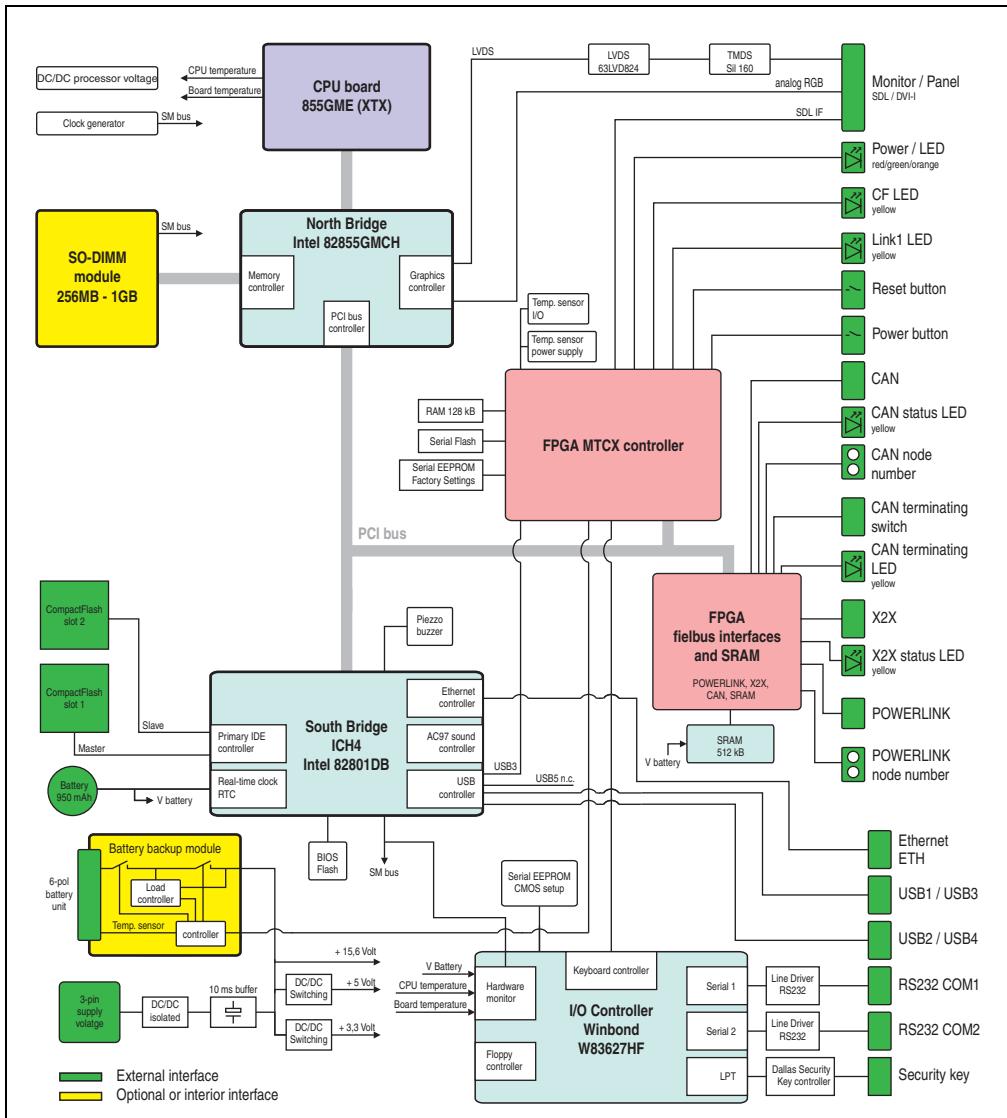 LVDS
LVDS
63LVD824
TMDS
Sil 160
analog RGB
SDL IF
Monitor / Panel
SDL / DVI-I
DC/DC processor voltage
CPU temperature
Board temperature
Clock generator
SM bus
CPU board
855GME (XTX)
Power / LED
red/green/orange
CF LED
yellow
Link1 LED
yellow
Reset button
Power button
CAN
CAN status LED
yellow
CAN node
number
CAN terminating
switch
CAN terminating
LED
yellow
X2X
X2X status LED
yellow
POWERLINK
POWERLINK
node number
SO-DIMM
module
256MB - 1GB
SM bus
North Bridge
Intel 82855GMCH
Memory
controller
Graphics
controller
PCI bus
controller
Temp. sensor
I/O
Temp. sensor
power supply
RAM 128 kB
Serial Flash
Serial EEPROM
Factory Settings
FPGA MTCX controller
PCI bus
FPGA
fielbus interfaces
and SRAM
POWERLINK, X2X,
CAN, SRAM
V battery
SRAM
512 kB
CompactFlash
slot 2
CompactFlash
slot 1
Slave
Master
Piezzo
buzzer
South Bridge
ICH4
Intel 82801DB
Primary IDE
controller
Real-time clock
RTC
Ethernet
controller
AC97 sound
controller
USB
controller
USB3
USB5 n.c.
Battery
950 mAh
V battery
BIOS
Flash
SM bus
Ethernet
ETH
USB1 / USB3
USB2 / USB4
RS232 COM1
RS232 COM2
Security key
Battery backup module
6-pol
battery
unit
Load
controller
Temp. sensor
controller
Serial EEPROM
CMOS setup
+ 15,6 Volt
DC/DC
Switching
+ 5 Volt
DC/DC
Switching
+ 3,3 Volt
3-pin
supply
volatge
DC/DC
isolated
10 ms buffer
V Battery
CPU temperature
Board temperature
Hardware
monitor
Keyboard controller
Floppy
controller
I/O Controller
Winbond
W83627HF
Serial 1
Serial 2
LPT
Line Driver
RS232
Line Driver
RS232
Dallas Security
Key controller
External interface
Optional or interior interface